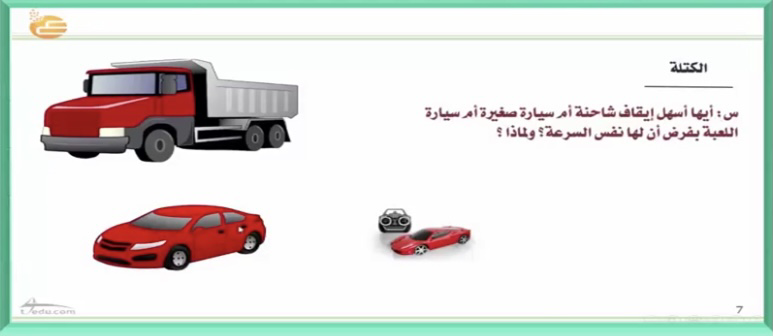 الكتلة
س : أيها أسهل إيقاف شاحنة أم سيارة صغيرة أم سيارة
اللعبة بفرض أن لها نفس السرعة؟ ولماذا ؟
7